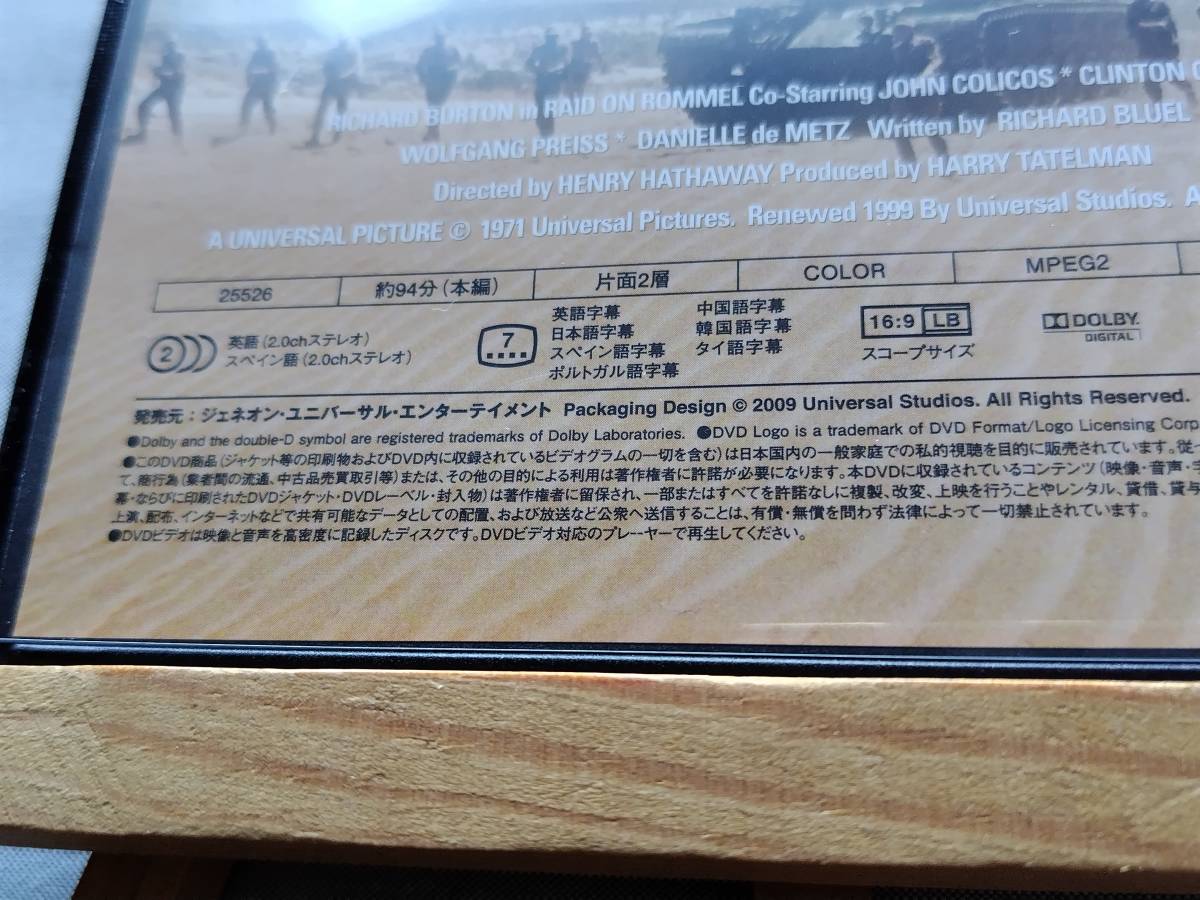 RICHARD BURTON in RAID ON ROMMEL Co-Starring JOHN COLICOS * CLINTON
WOLFGANG PREISS * DANIELLE de METZ Written by RICHARD BLUEL
Directed by HENRY HATHAWAY Produced by HARRY TATELMAN
A UNIVERSAL PICTURE © 1971 Universal Pictures. Renewed 1999 By Universal Studios. A
25526 約94分(本編) 片面2層 COLOR MPEG2
2 英語(2.0chステレオ)
スペイン語(2.0chステレオ)
7
英語字幕
日本語字幕
スペイン語字幕
ポルトガル語字幕
中国語字幕
韓国語字幕
タイ語字幕
16:9 LB
スコープサイズ
DOLBY
DIGITAL
発売元:ジェネオン・ユニバーサル・エンターテイメント Packaging Design © 2009 Universal Studios. All Rights Reserved.
●Dolby and the double-D symbol are registered trademarks of Dolby Laboratories. ●DVD Logo is a trademark of DVD Format/Logo Licensing Corp
●このDVD商品(ジャケット等の印刷物およびDVD内に収録されているビデオグラムの一切を含む)は日本国内の一般家庭での私的視聴を目的に販売されています。従っ
て、商行為(業者間の流通、中古品売買取引等)または、その他の目的による利用は著作権者に許諾が必要になります。本DVDに収録されているコンテンツ(映像・音声・字
幕・ならびに印刷されたDVDジャケット・DVDレーベル・封入物)は著作権者に留保され、一部またはすべてを許諾なしに複製、改変、上映を行うことやレンタル、貸借、貸与
上演、配布、インターネットなどで共有可能なデータとしての配置、および放送など公衆へ送信することは、有償・無償を問わず法律によって一切禁止されています。
●DVDビデオは映像と音声を高密度に記録したディスクです。DVDビデオ対応のプレーヤーで再生してください。